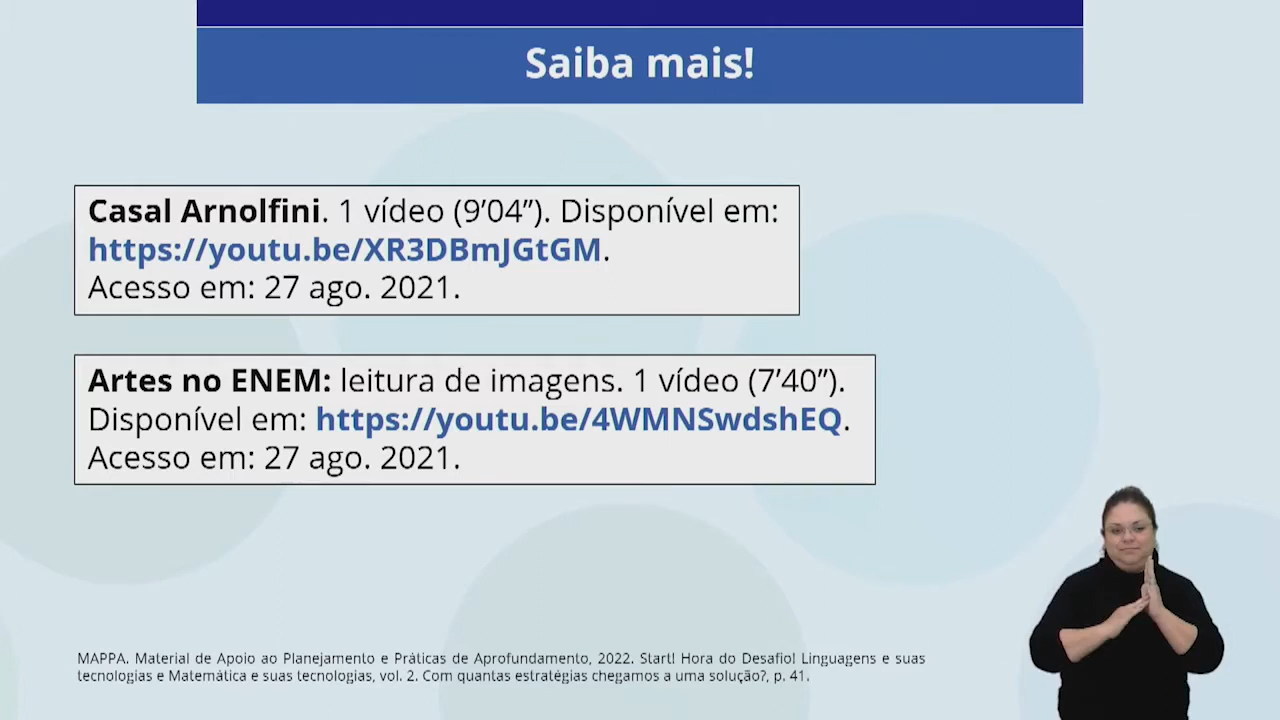 Saiba mais!
Casal Arnolfini. 1 vídeo (9’04”). Disponível em:
https://youtu.be/XR3DBmJGtGM.
Acesso em: 27 ago. 2021.
Artes no ENEM: leitura de imagens. 1 vídeo (7’40”).
Disponível em: https://youtu.be/4WMNSwdshEQ.
Acesso em: 27 ago. 2021.
MAPPA. Material de Apoio ao Planejamento e Práticas de Aprofundamento, 2022. Start! Hora do Desafio! Linguagens e suas
tecnologias e Matemática e suas tecnologias, vol. 2. Com quantas estratégias chegamos a uma solução?, p. 41.